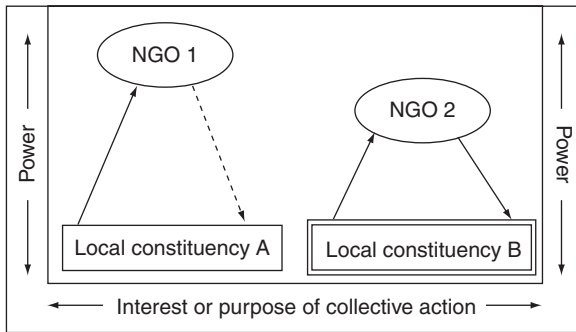 NGO 1
NGO 2
Power
Power
Local constituency A
Local constituency B
Interest or purpose of collective action